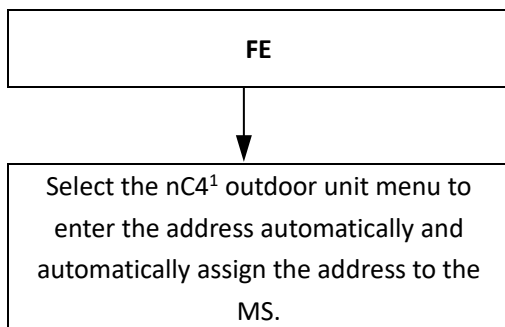 FE
Select the nC4¹ outdoor unit menu to
enter the address automatically and
automatically assign the address to the
MS.